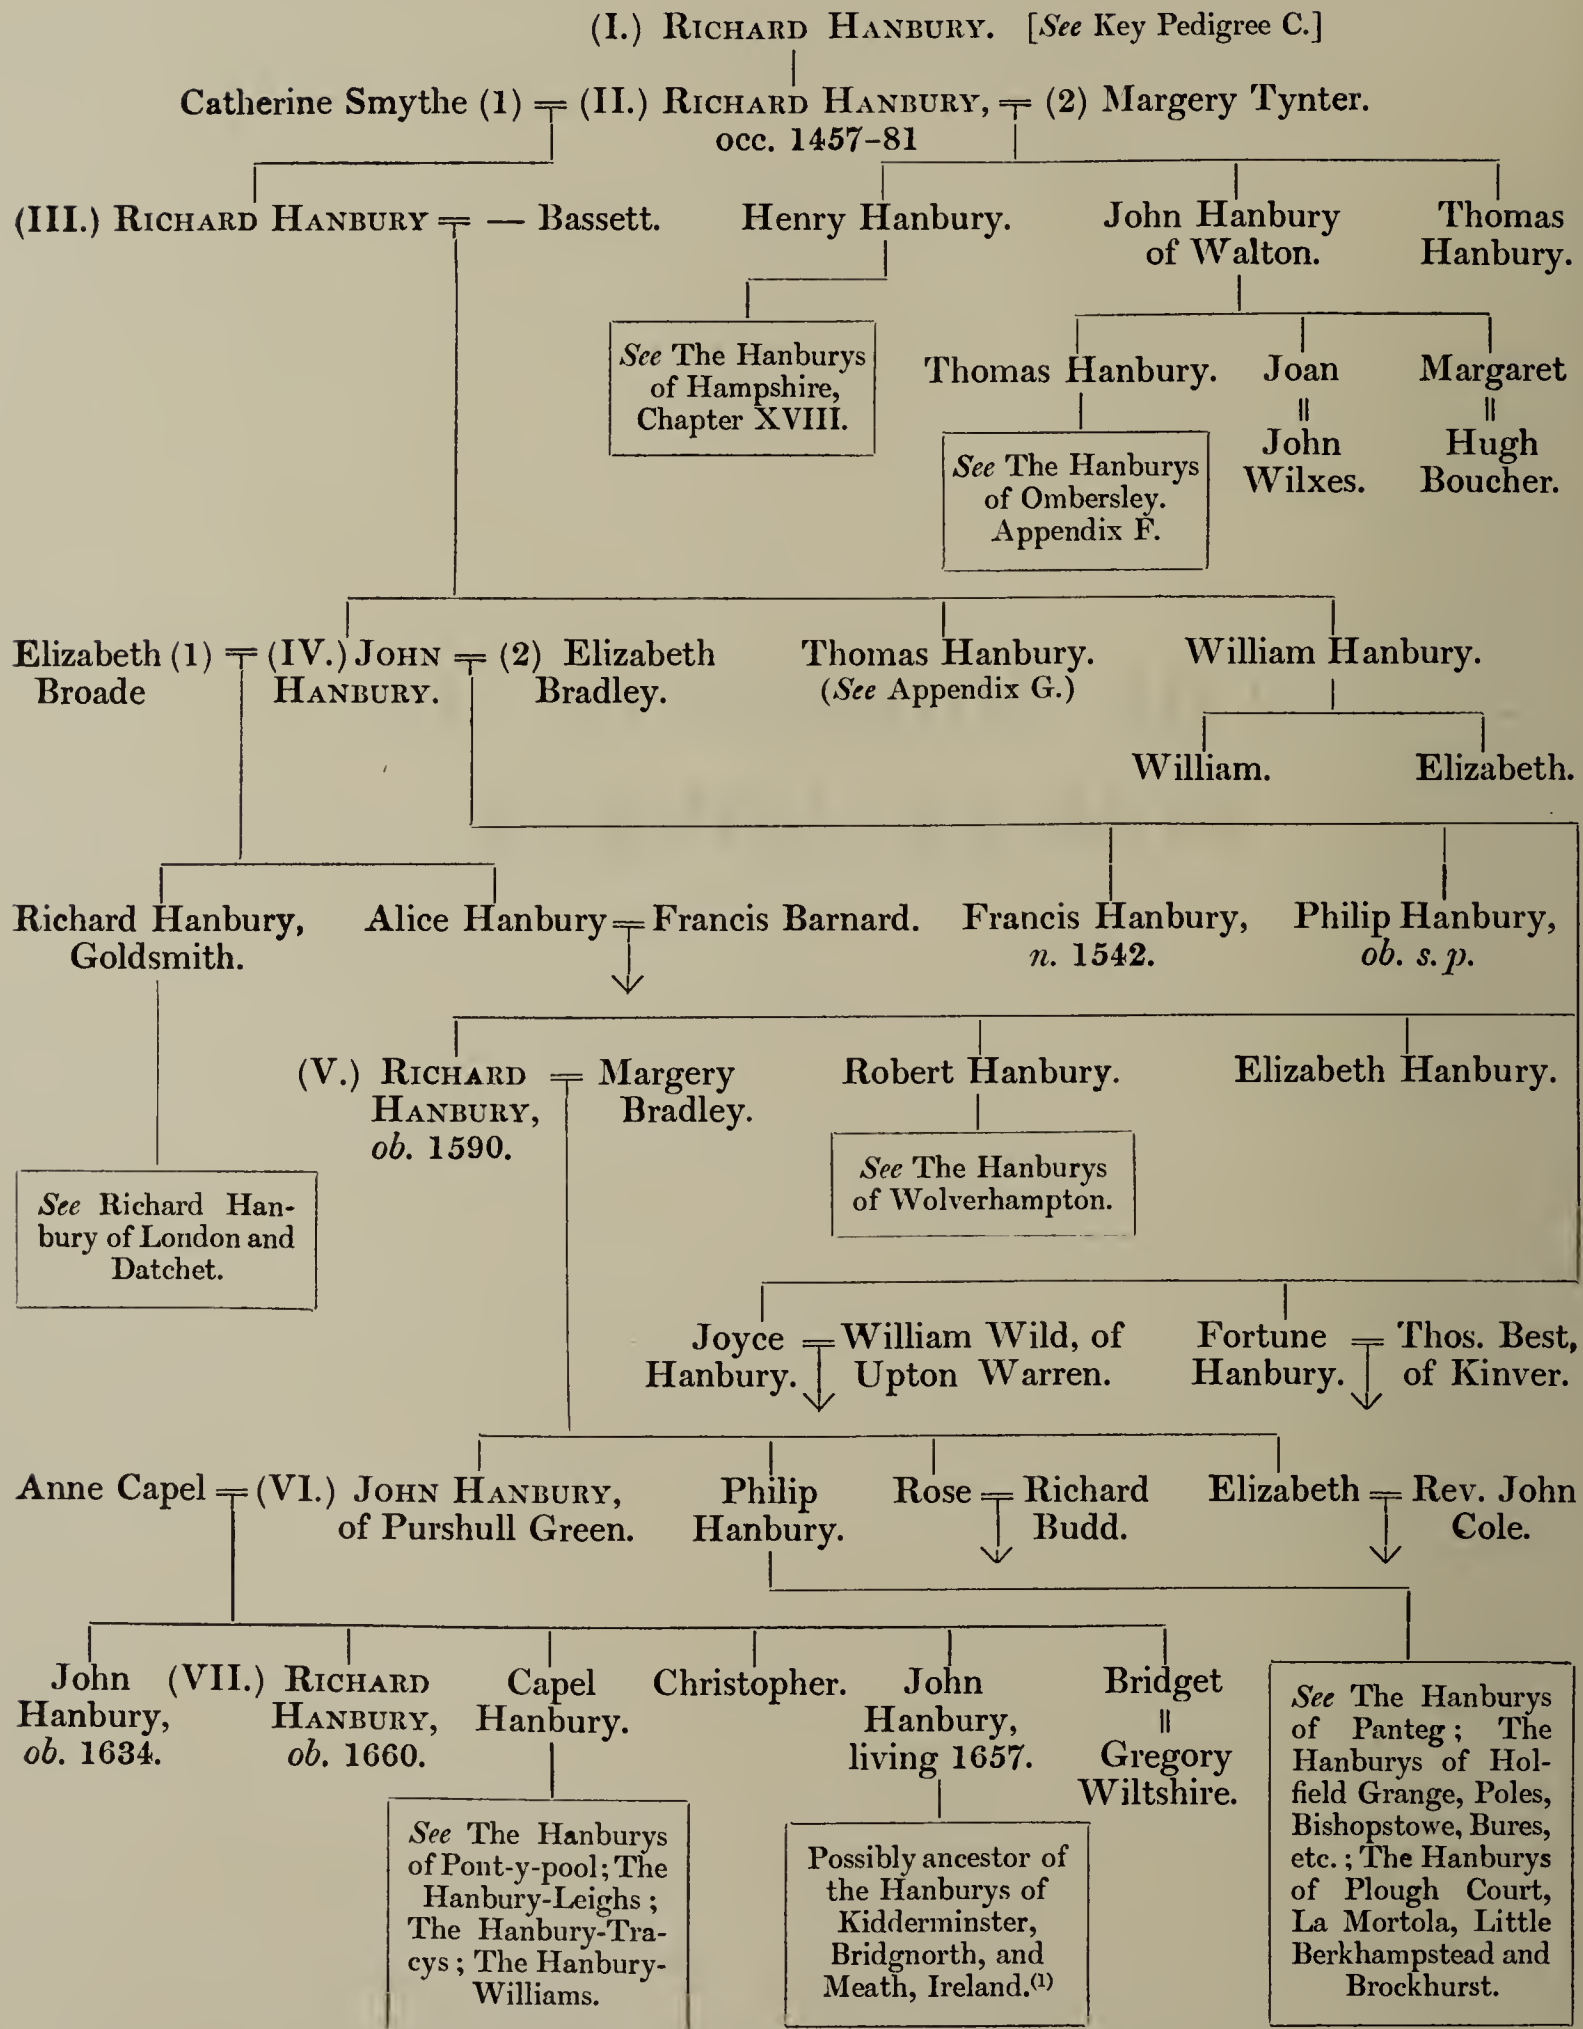 (I.) RICHARD HANBURY. [See Key Pedigree C.]
Catherine Smythe (1) = (II.) RICHARD HANBURY, = (2) Margery Tynter.
occ. 1457-81
(III.) RICHARD HANBURY = — Bassett.
Henry Hanbury.
John Hanbury
of Walton.
Thomas
Hanbury.
See The Hanburys
of Hampshire,
Chapter XVIII.
Thomas Hanbury.
Joan
=
John
Wilxes.
Margaret
=
Hugh
Boucher.
See The Hanburys
of Ombersley.
Appendix F.
Elizabeth (1) = (IV.) JOHN = (2) Elizabeth
Broade HANBURY. Bradley.
Thomas Hanbury.
(See Appendix G.)
William Hanbury.
William.
Elizabeth.
Richard Hanbury,
Goldsmith.
Alice Hanbury = Francis Barnard.
Francis Hanbury,
n. 1542.
Philip Hanbury,
ob. s. p.
(V.) RICHARD = Margery
HANBURY, Bradley.
ob. 1590.
Robert Hanbury.
Elizabeth Hanbury.
See The Hanburys
of Wolverhampton.
See Richard Han-
bury of London and
Datchet.
Joyce = William Wild, of
Hanbury. Upton Warren.
Fortune = Thos. Best,
Hanbury. of Kinver.
Anne Capel = (VI.) JOHN HANBURY,
of Purshull Green.
Philip
Hanbury.
Rose = Richard
Budd.
Elizabeth = Rev. John
Cole.
John
Hanbury,
ob. 1634.
(VII.) RICHARD
HANBURY,
ob. 1660.
Capel
Hanbury.
Christopher.
John
Hanbury,
living 1657.
Bridget
=
Gregory
Wiltshire.
See The Hanburys
of Pont-y-pool; The
Hanbury-Leighs;
The Hanbury-Tra-
cys; The Hanbury-
Williams.
Possibly ancestor of
the Hanburys of
Kidderminster,
Bridgnorth, and
Meath, Ireland.(1)
See The Hanburys
of Panteg; The
Hanburys of Hol-
field Grange, Poles,
Bishopstowe, Bures,
etc.; The Hanburys
of Plough Court,
La Mortola, Little
Berkhampstead and
Brockhurst.